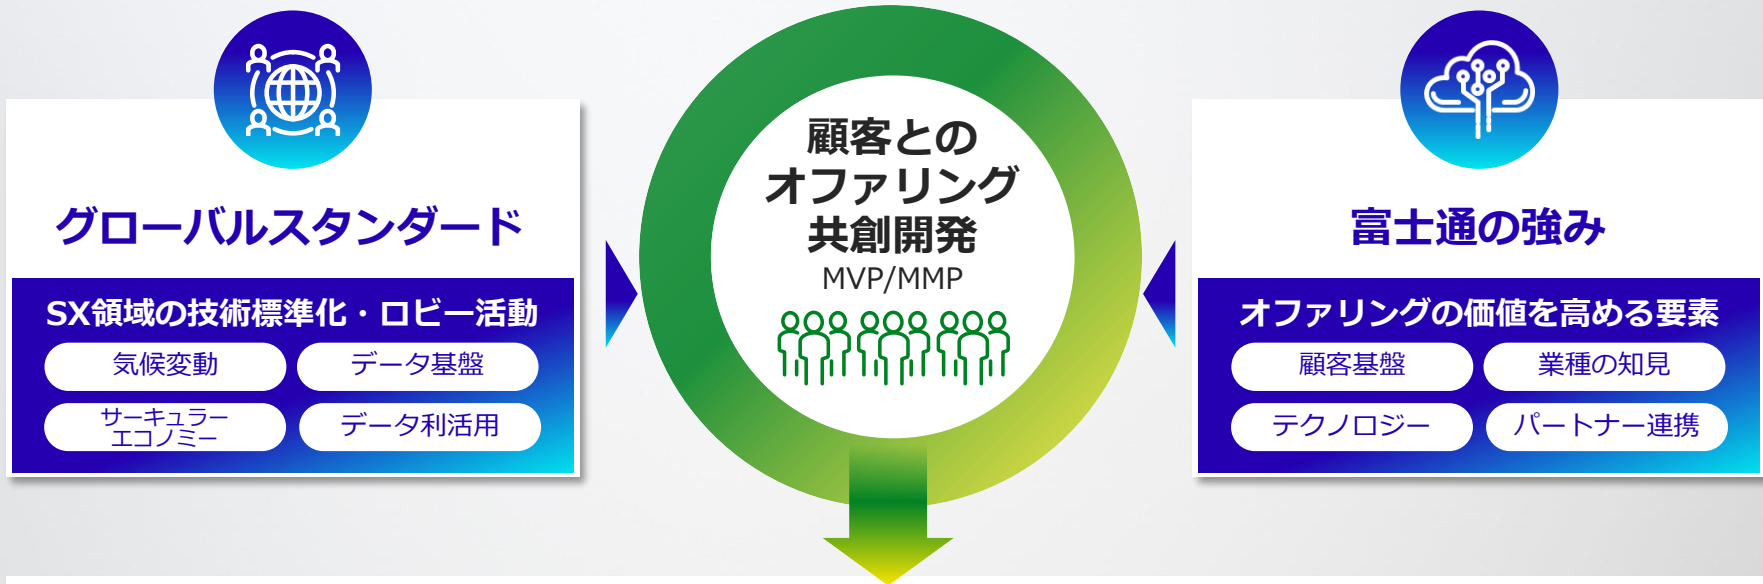 グローバルスタンダード
SX領域の技術標準化・ロビー活動
気候変動
データ基盤
サーキュラー
エコノミー
データ利活用
顧客との
オファリング
共創開発
MVP/MMP
富士通の強み
オファリングの価値を高める要素
顧客基盤
業種の知見
テクノロジー
パートナー連携